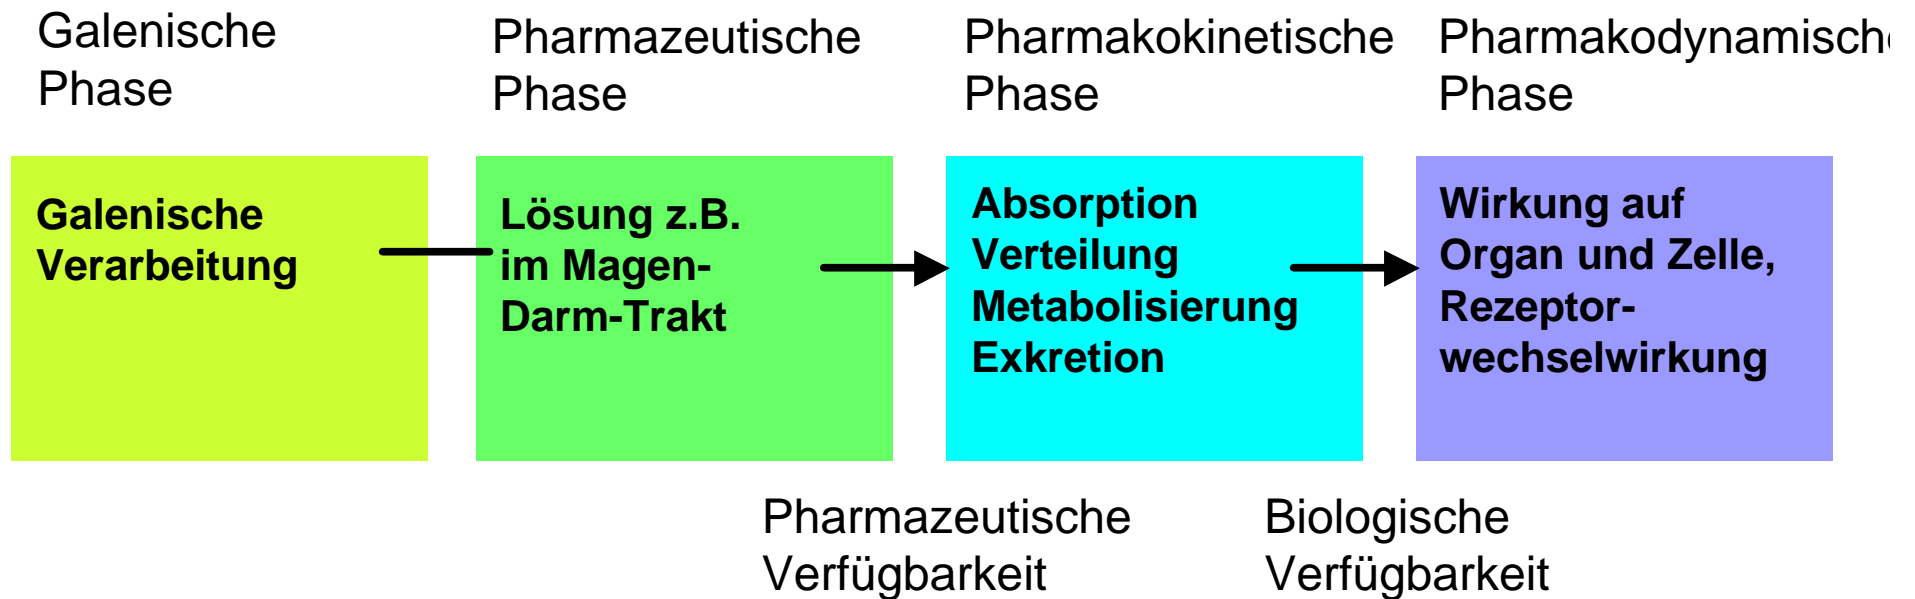 Galenische
Phase
Pharmazeutische
Phase
Pharmakokinetische
Phase
Pharmakodynamische
Phase
Galenische
Verarbeitung
Lösung z.B.
im Magen-
Darm-Trakt
Absorption
Verteilung
Metabolisierung
Exkretion
Wirkung auf
Organ und Zelle,
Rezeptor-
wechselwirkung
Pharmazeutische
Verfügbarkeit
Biologische
Verfügbarkeit